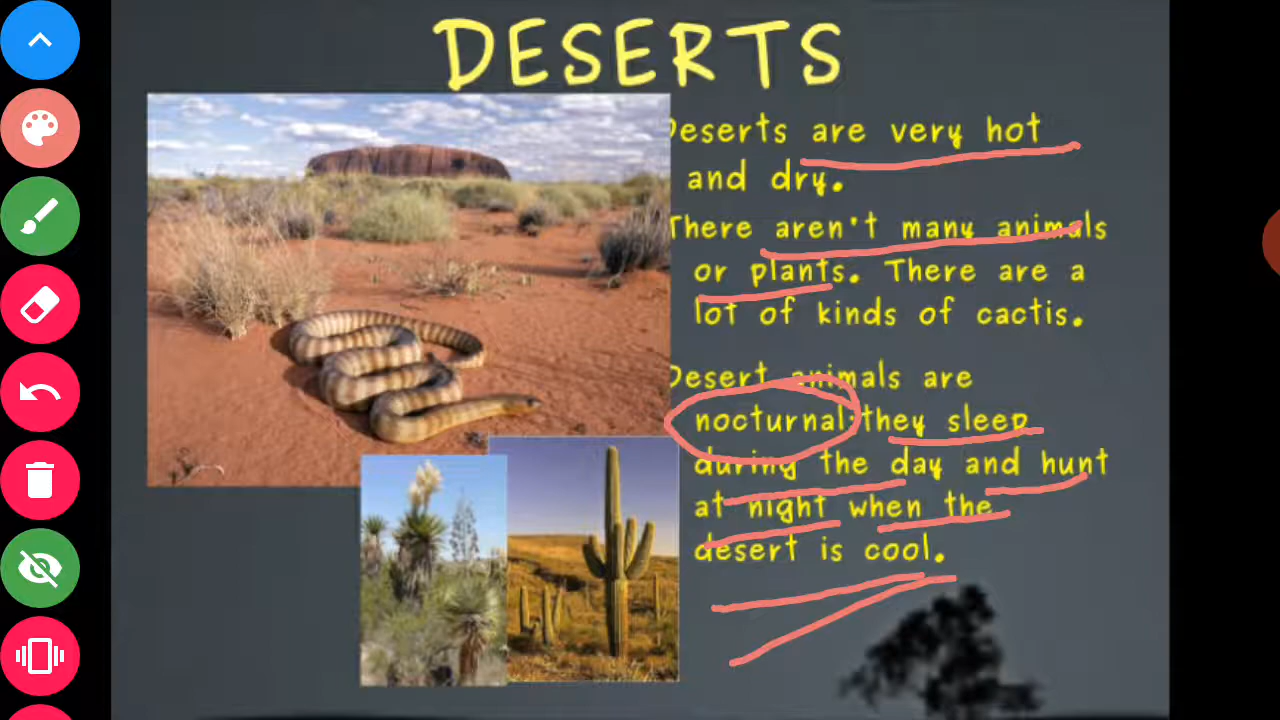 DESERTS
Deserts are very hot
and dry.
There aren't many animals
or plants. There are a
lot of kinds of cactis.
Desert animals are
nocturnal:they sleep
during the day and hunt
at night when the
desert is cool.